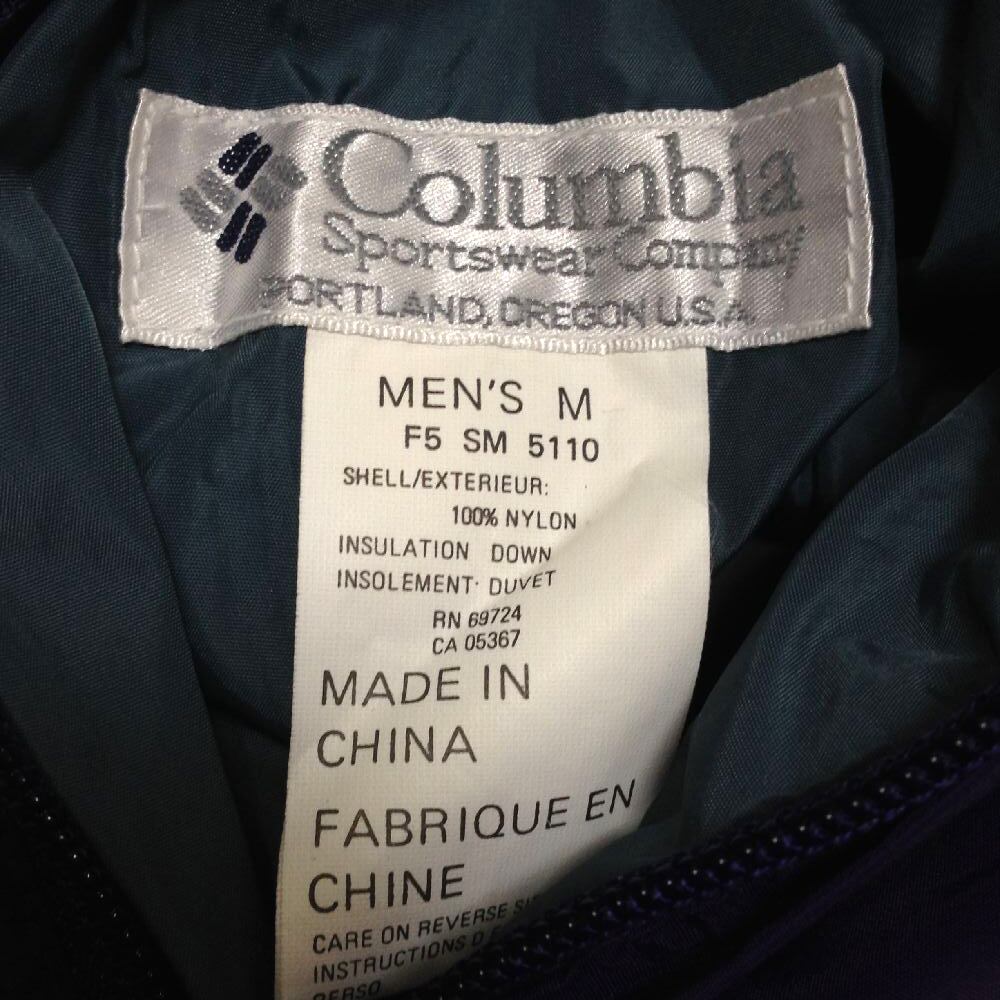 Columbia
Sportswear Company
PORTLAND, OREGON U.S.A.
MEN'S M
F5 SM 5110
SHELL/EXTERIEUR:
100% NYLON
INSULATION DOWN
INSOLEMENT: DUVET
RN 69724
CA 05367
MADE IN
CHINA
FABRIQUE EN
CHINE
CARE ON REVERSE
INSTRUCTIONS